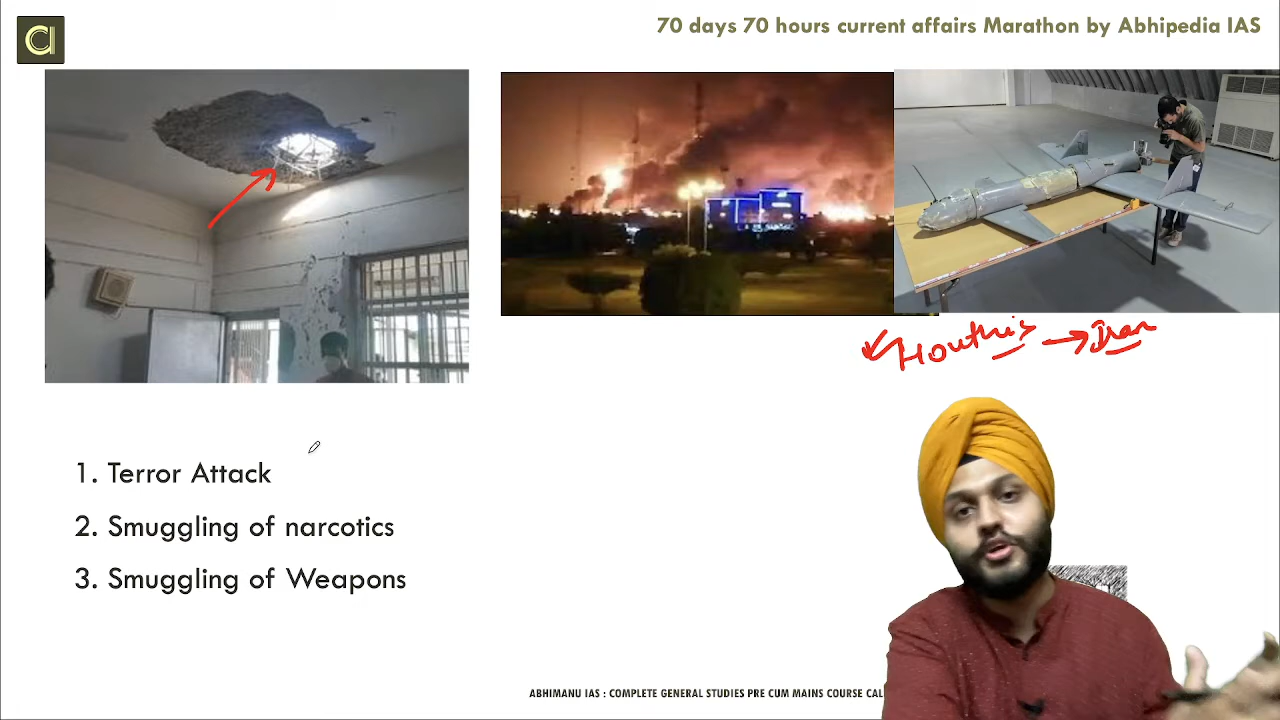 70 days 70 hours current affairs Marathon by Abhipedia IAS
Houthis → Iran
1. Terror Attack
2. Smuggling of narcotics
3. Smuggling of Weapons
ABHIMANU IAS : COMPLETE GENERAL STUDIES PRE CUM MAINS COURSE CAL